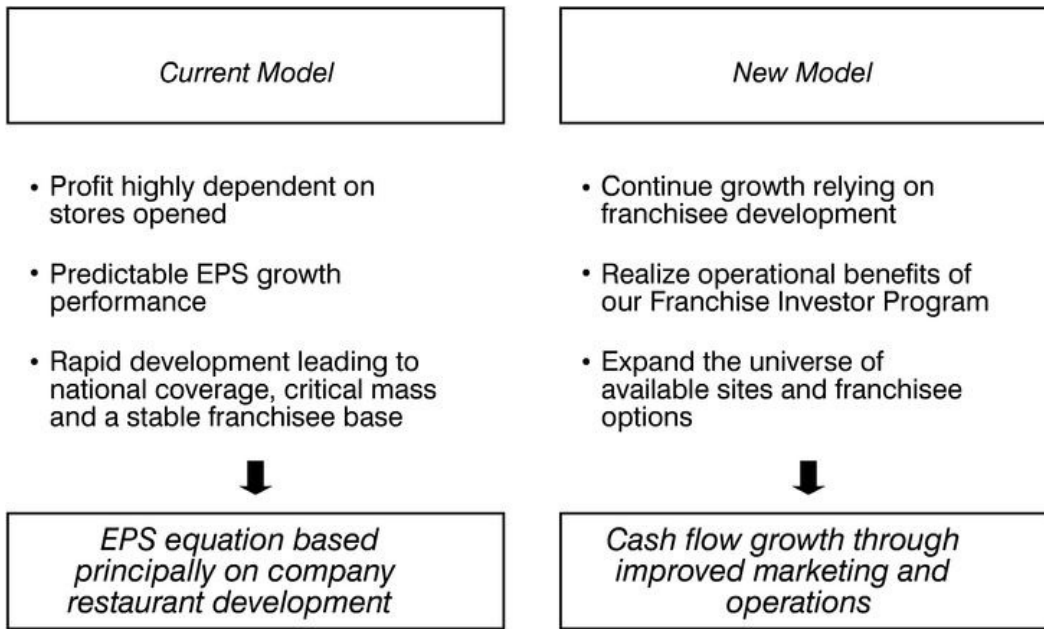 Current Model
• Profit highly dependent on
stores opened
• Predictable EPS growth
performance
• Rapid development leading to
national coverage, critical mass
and a stable franchisee base
EPS equation based
principally on company
restaurant development
New Model
• Continue growth relying on
franchisee development
• Realize operational benefits of
our Franchise Investor Program
• Expand the universe of
available sites and franchisee
options
Cash flow growth through
improved marketing and
operations